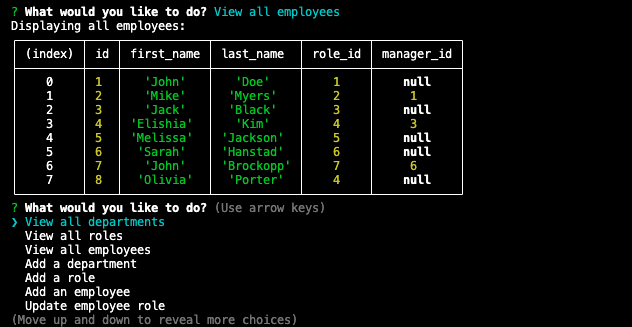 ? What would you like to do? View all employees
Displaying all employees:
(index) id first_name last_name role_id manager_id
0 1 'John' 'Doe' 1 null
1 2 'Mike' 'Myers' 2 1
2 3 'Jack' 'Black' 3 null
3 4 'Elishia' 'Kim' 4 3
4 5 'Melissa' 'Jackson' 5 null
5 6 'Sarah' 'Hanstad' 6 null
6 7 'John' 'Brockopp' 7 6
7 8 'Olivia' 'Porter' 4 null
? What would you like to do? (Use arrow keys)
❯ View all departments
View all roles
View all employees
Add a department
Add a role
Add an employee
Update employee role
(Move up and down to reveal more choices)